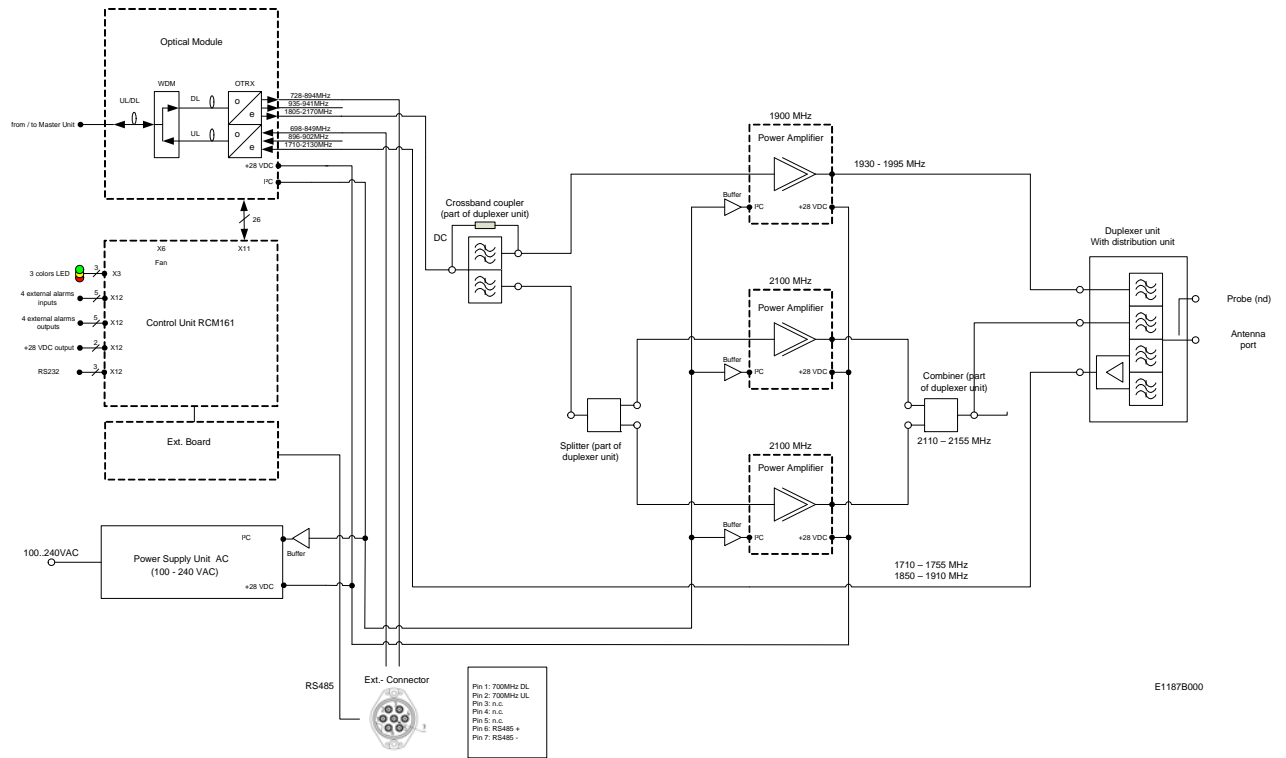 Optical Module
WDM
OTRX
UL/DL
DL
UL
o
e
o
e
from / to Master Unit
728-894MHz
935-941MHz
1805-2170MHz
698-849MHz
896-902MHz
1710-2130MHz
+28 VDC
I²C
26
X6
Fan
X11
3 colors LED
3
X3
4 external alarms
inputs
5
X12
4 external alarms
outputs
5
X12
+28 VDC output
2
X12
RS232
3
X12
Control Unit RCM161
Ext. Board
100..240VAC
Power Supply Unit AC
(100 - 240 VAC)
I²C
+28 VDC
Buffer
Crossband coupler
(part of duplexer unit)
DC
Splitter (part of
duplexer unit)
1900 MHz
Power Amplifier
Buffer
I²C
+28 VDC
1930 - 1995 MHz
2100 MHz
Power Amplifier
Buffer
I²C
+28 VDC
2100 MHz
Power Amplifier
Buffer
I²C
+28 VDC
Combiner (part
of duplexer unit)
2110 – 2155 MHz
1710 – 1755 MHz
1850 – 1910 MHz
Duplexer unit
With distribution unit
Probe (nd)
Antenna
port
RS485
Ext.- Connector
Pin 1: 700MHz DL
Pin 2: 700MHz UL
Pin 3: n.c.
Pin 4: n.c.
Pin 5: n.c.
Pin 6: RS485 +
Pin 7: RS485 -
E1187B000